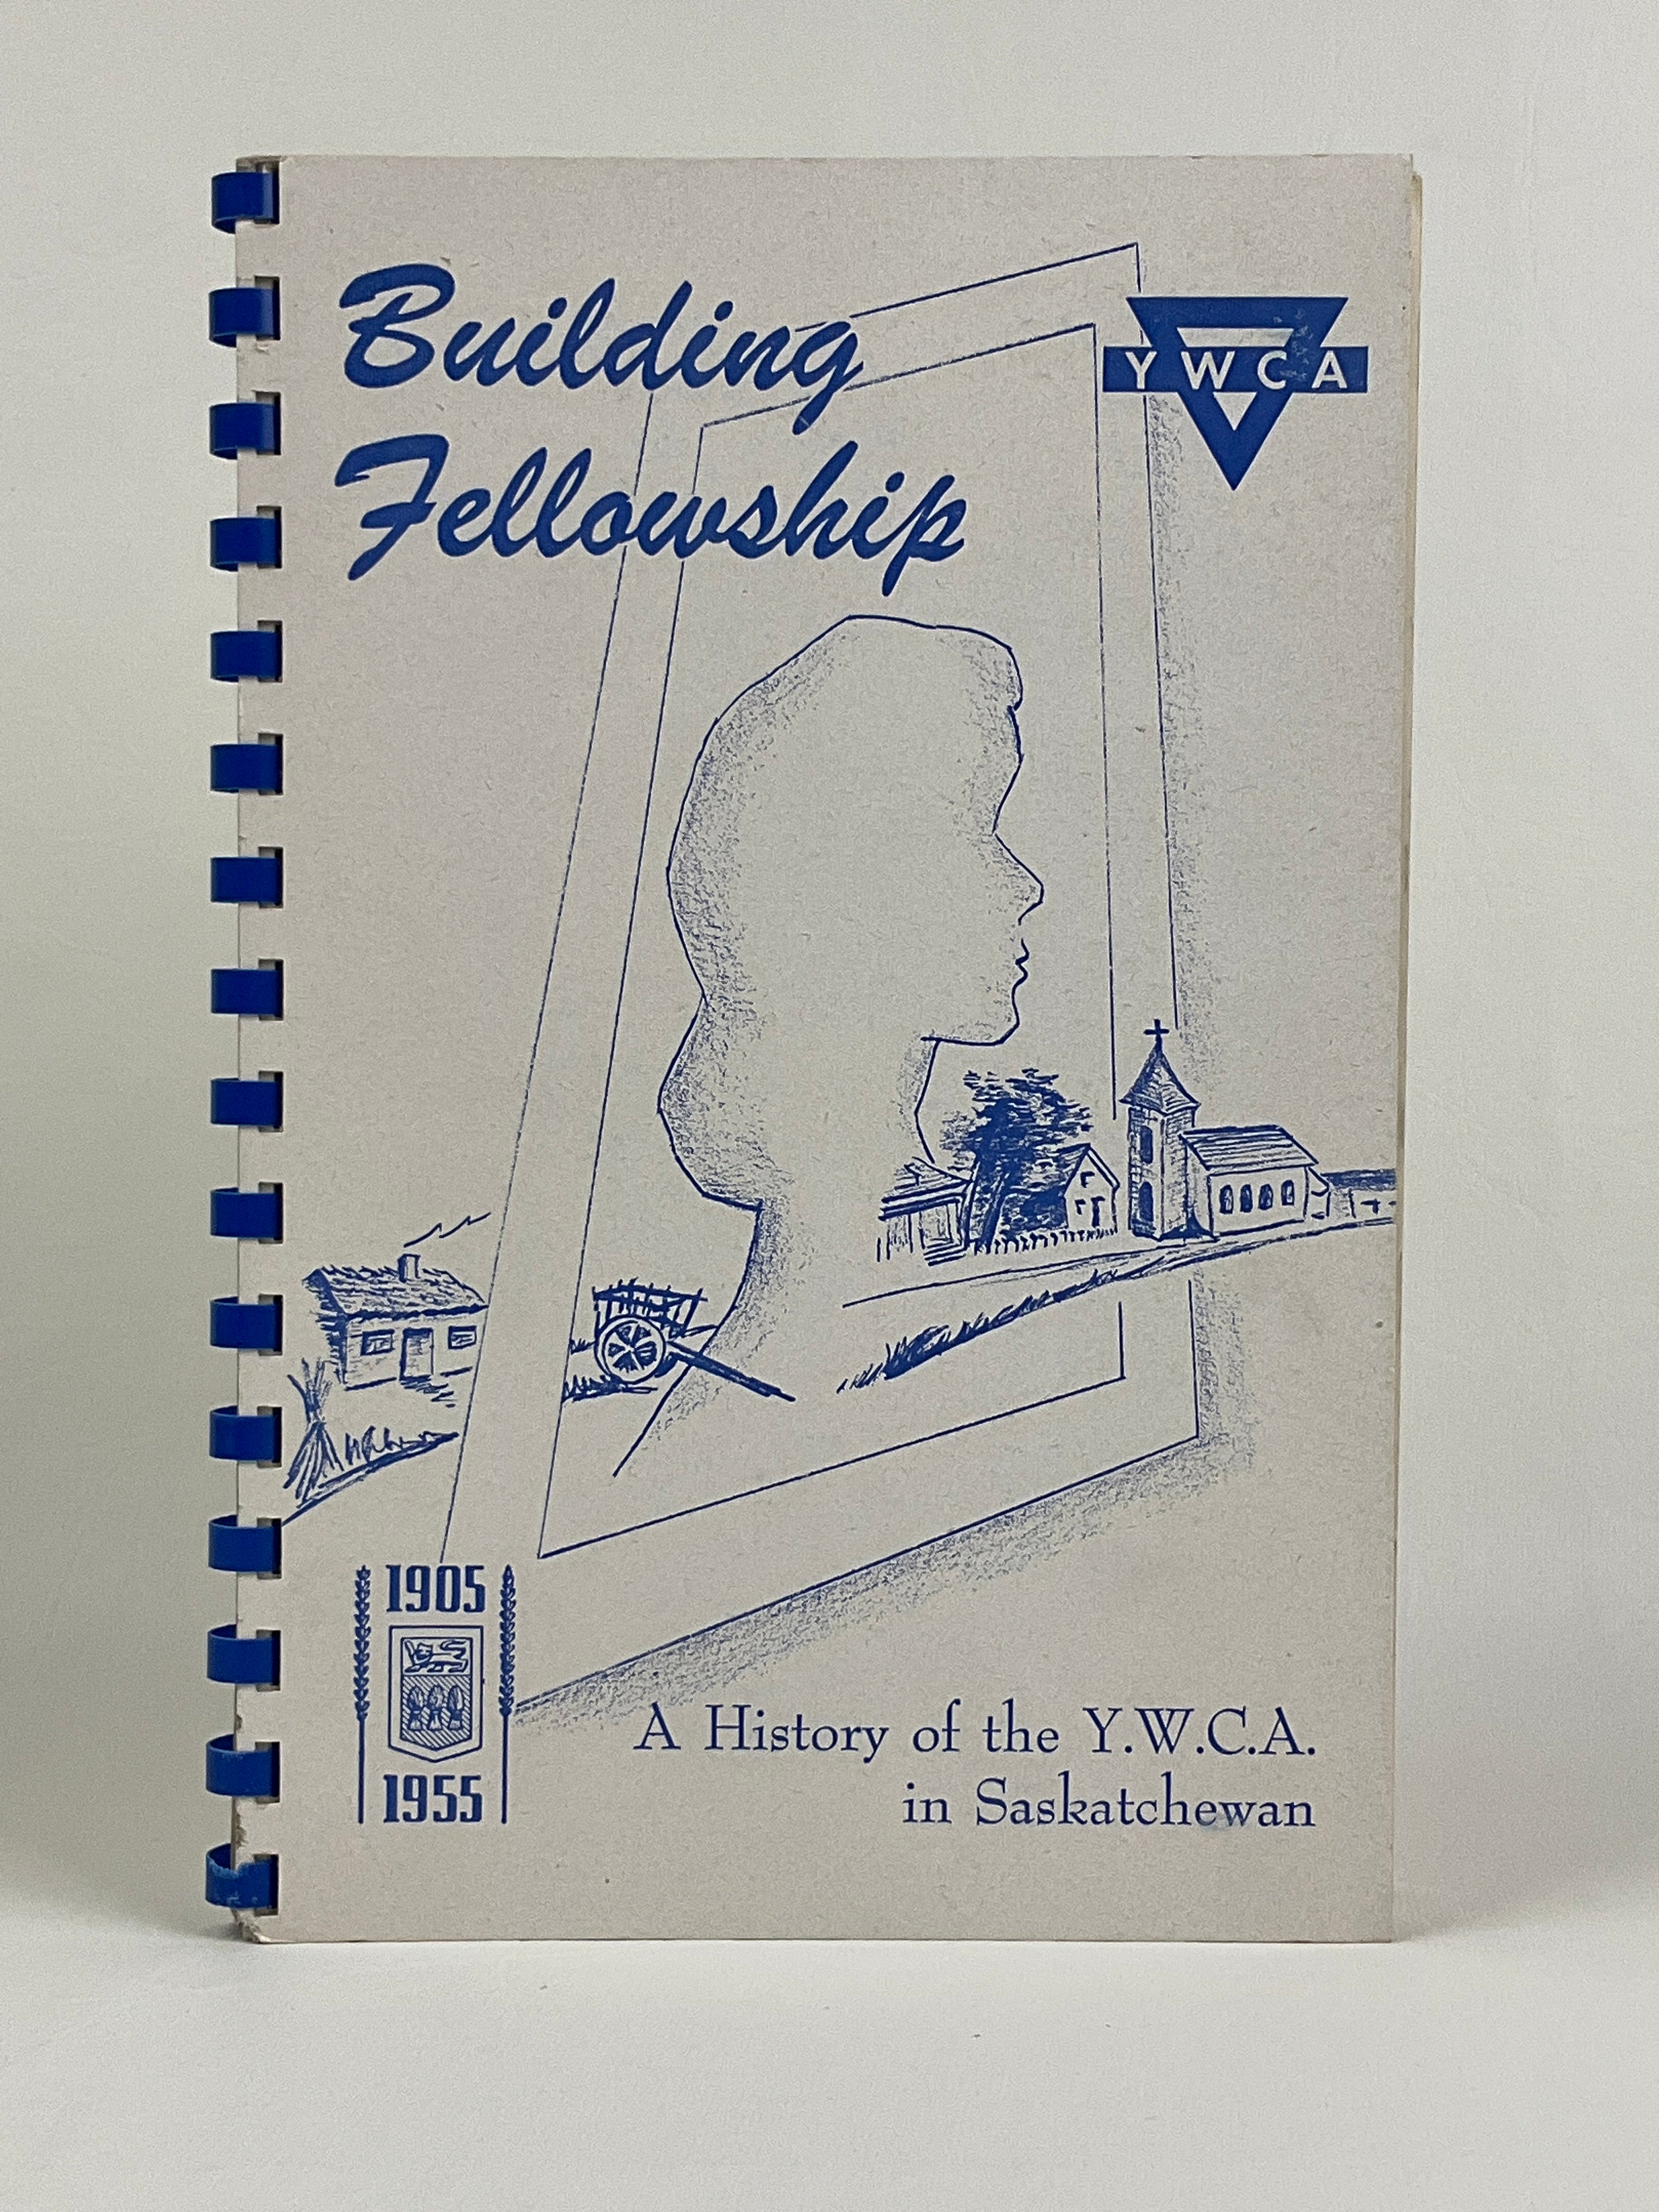 Building
Fellowship
YWCA
1905
1955
A History of the Y.W.C.A.
in Saskatchewan